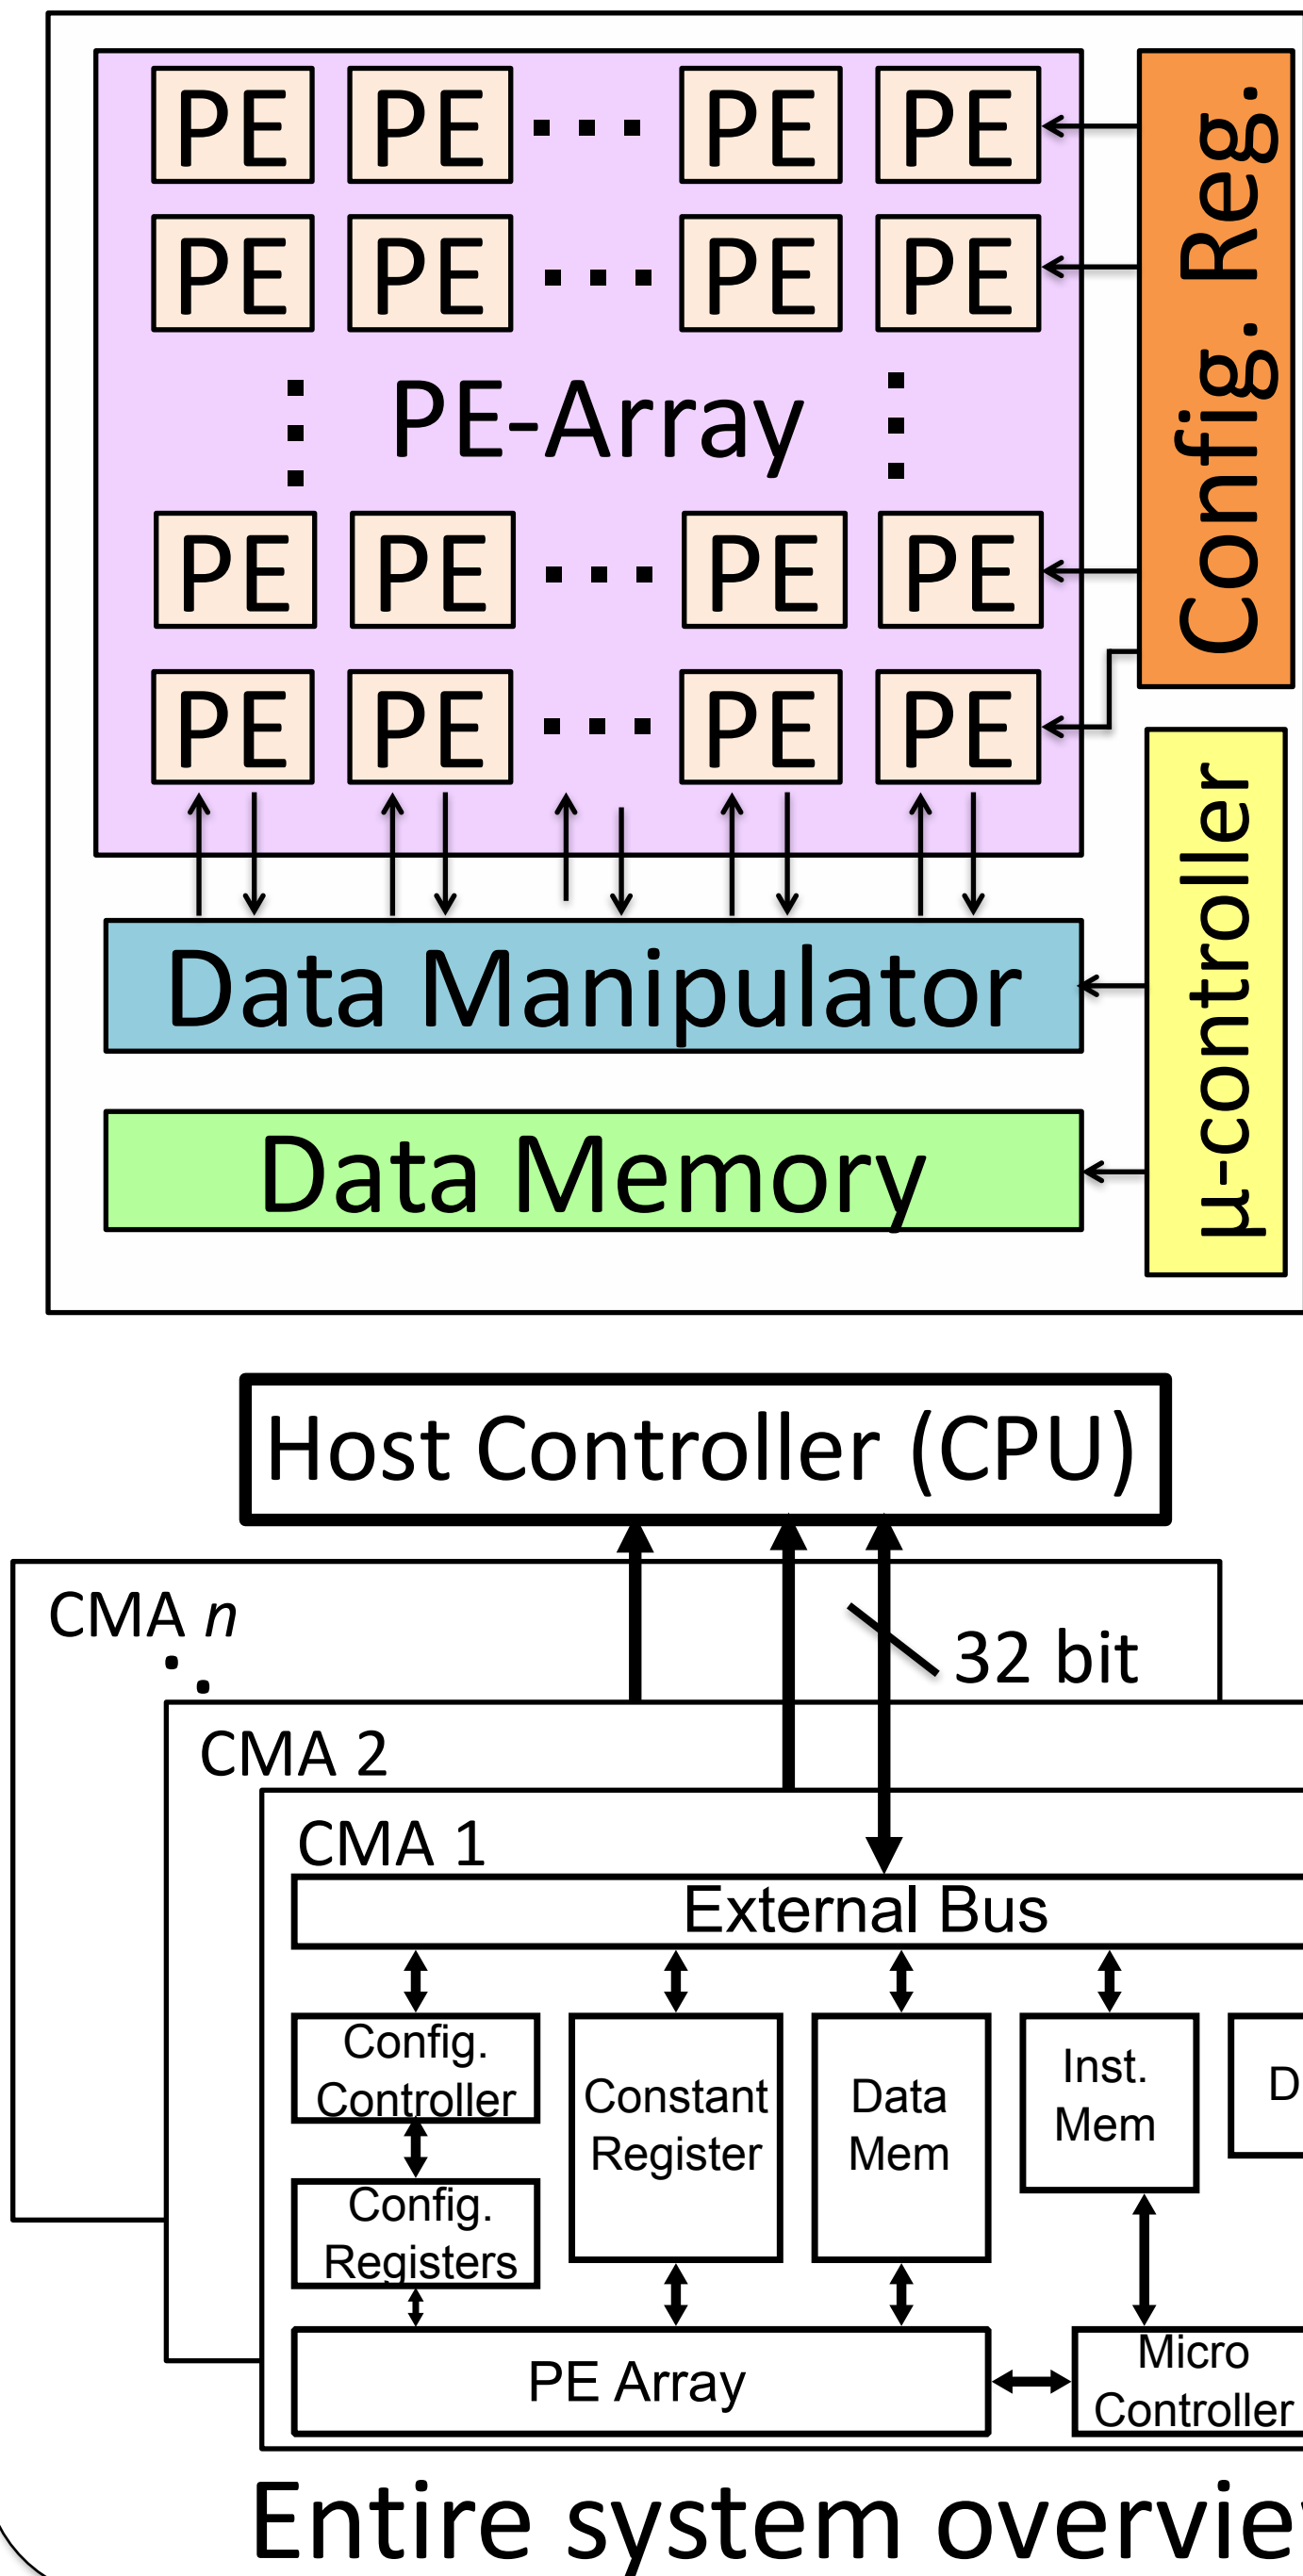 PE PE ... PE PE
PE PE ... PE PE
PE-Array
PE PE ... PE PE
PE PE ... PE PE
Config. Reg.
μ-controller
Data Manipulator
Data Memory
Host Controller (CPU)
CMA n
32 bit
CMA 2
CMA 1
External Bus
Config.
Controller
Constant
Register
Data
Mem
Inst.
Mem
D
Config.
Registers
PE Array
Micro
Controller
Entire system